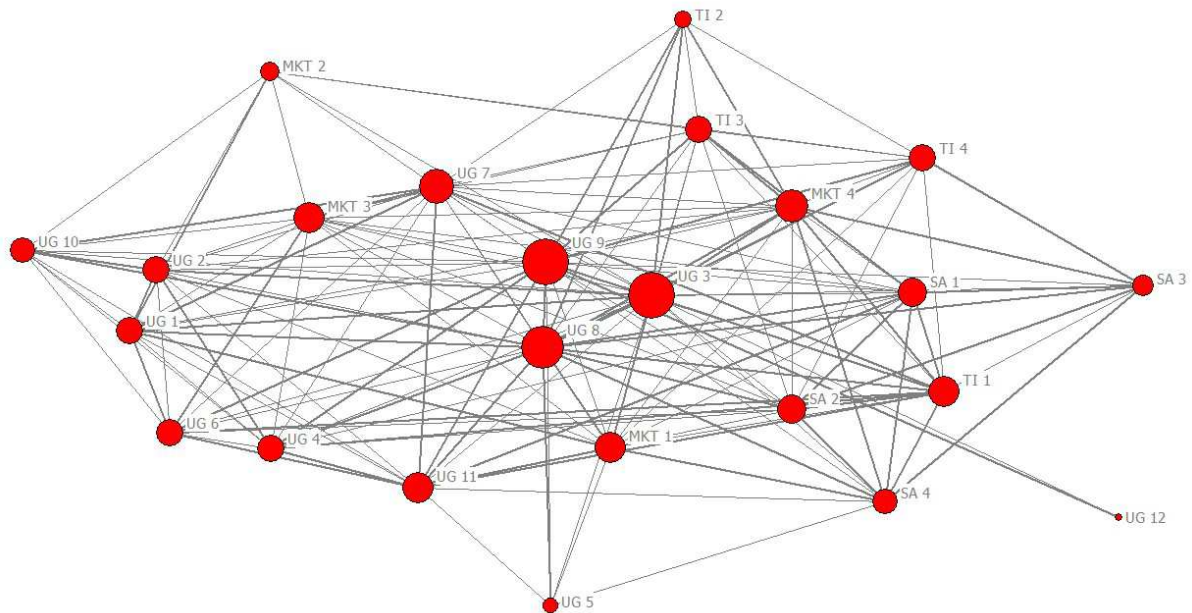 TI 2
MKT 2
TI 3
TI 4
UG 7
MKT 4
MKT 3
UG 9
UG 10
UG 2
UG 3
SA 1
SA 3
UG 1
UG 8
TI 1
SA 2
UG 6
UG 4
MKT 1
UG 11
SA 4
UG 12
UG 5